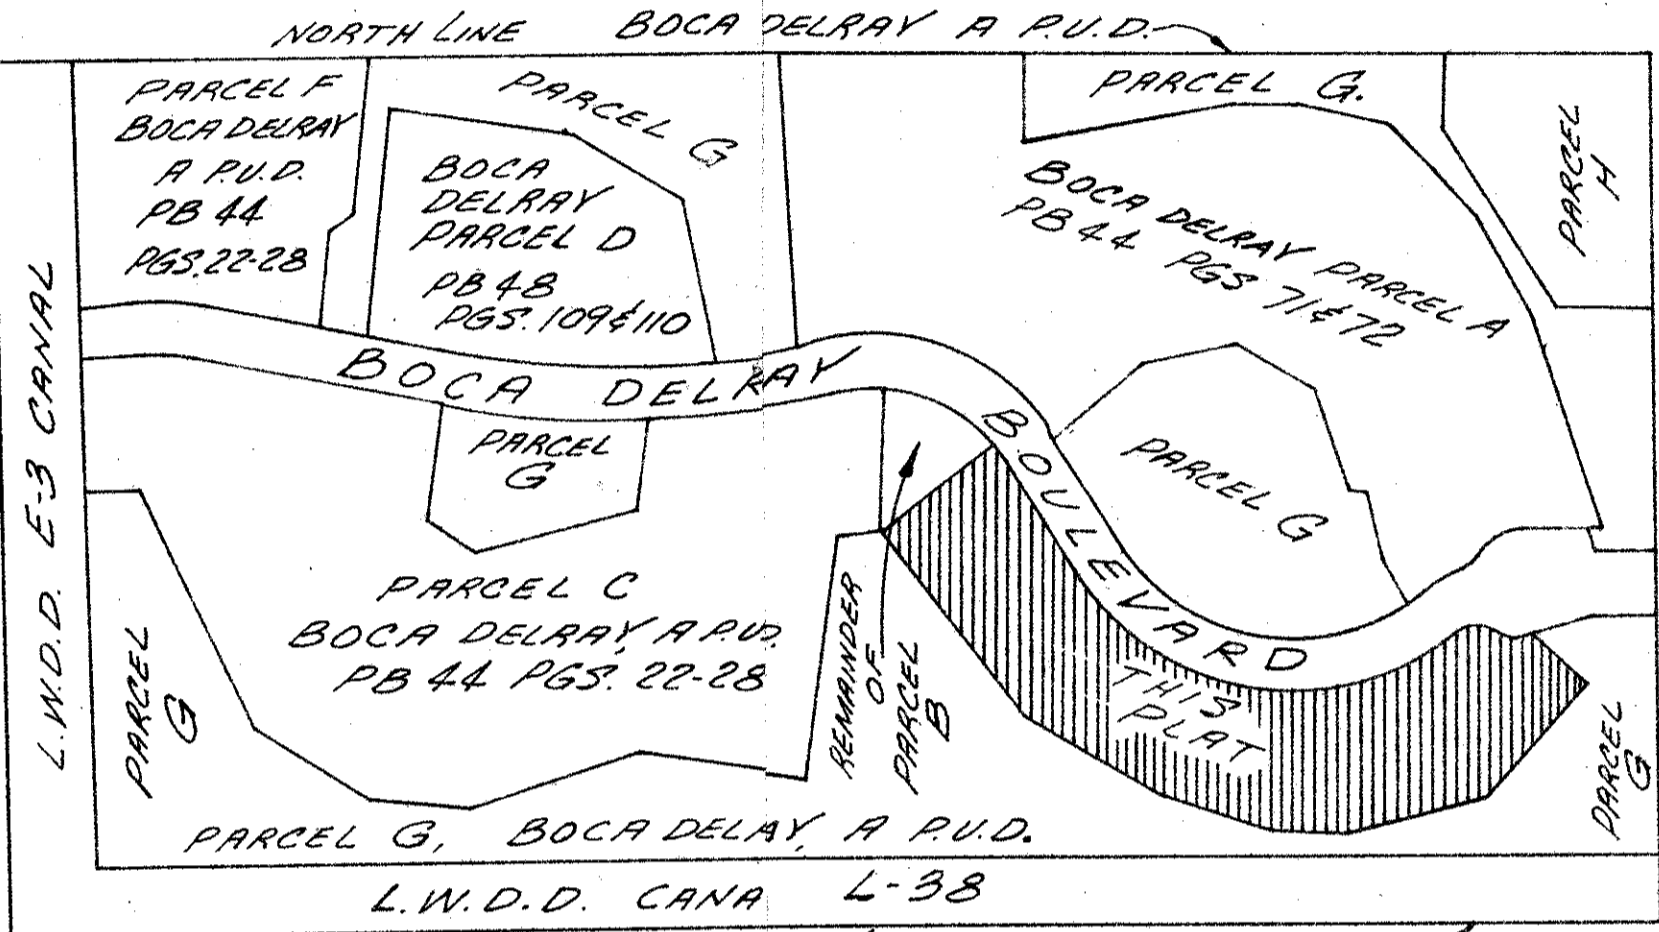 NORTH LINE BOCA DELRAY A P.U.D.
PARCEL F
BOCA DELRAY
A P.U.D.
PB 44
PGS. 22-28
PARCEL G
BOCA
DELRAY
PARCEL D
PB 48
PGS. 109 & 110
PARCEL G.
PARCEL
H
BOCA DELRAY PARCEL A
PB 44 PGS 71 & 72
L.W.D.D. E-3 CANAL
BOCA DELRAY BOULEVARD
PARCEL
G
PARCEL G
PARCEL C
BOCA DELRAY, A P.U.D.
PB 44 PGS. 22-28
PARCEL
G
REMAINDER
OF
PARCEL
B
THIS
PLAT
PARCEL
G
PARCEL G, BOCA DELAY, A P.U.D.
L.W.D.D. CANA L-38